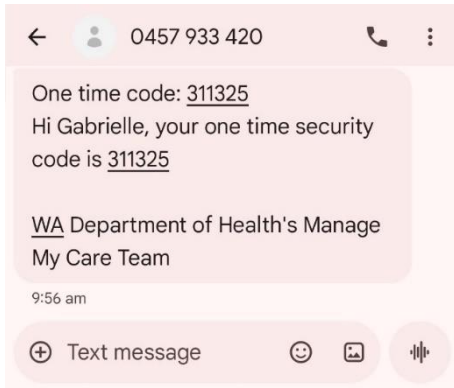 0457 933 420
One time code: 311325
Hi Gabrielle, your one time security
code is 311325
WA Department of Health's Manage
My Care Team
9:56 am
Text message